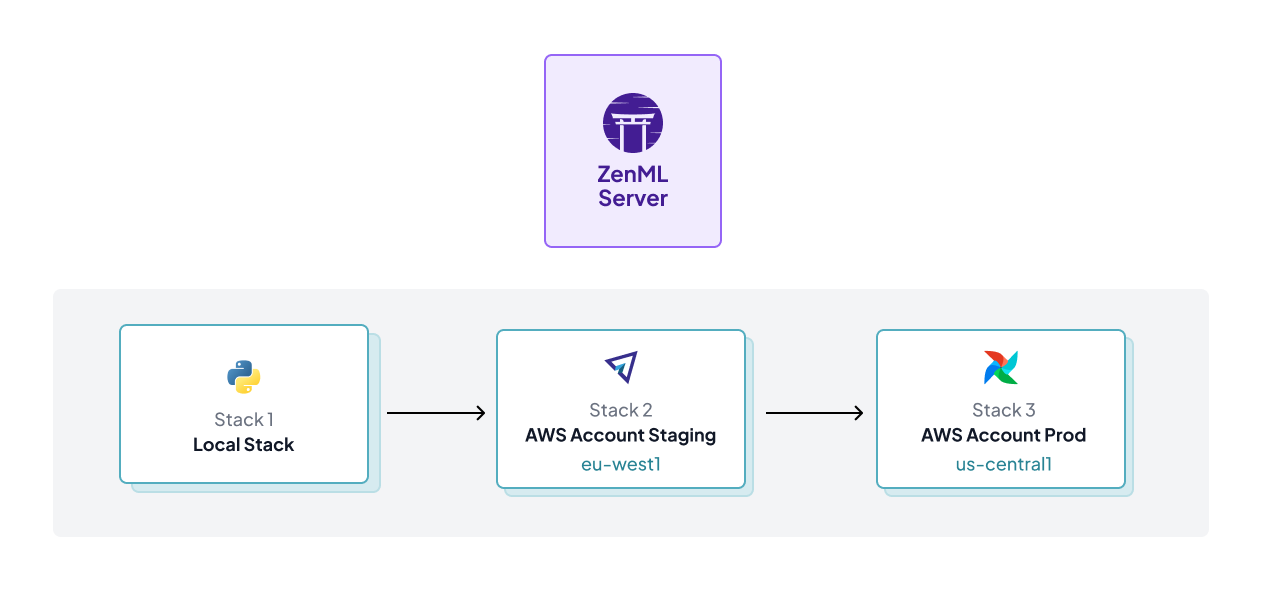 ZenML
Server
Stack 1
Local Stack
Stack 2
AWS Account Staging
eu-west1
Stack 3
AWS Account Prod
us-central1